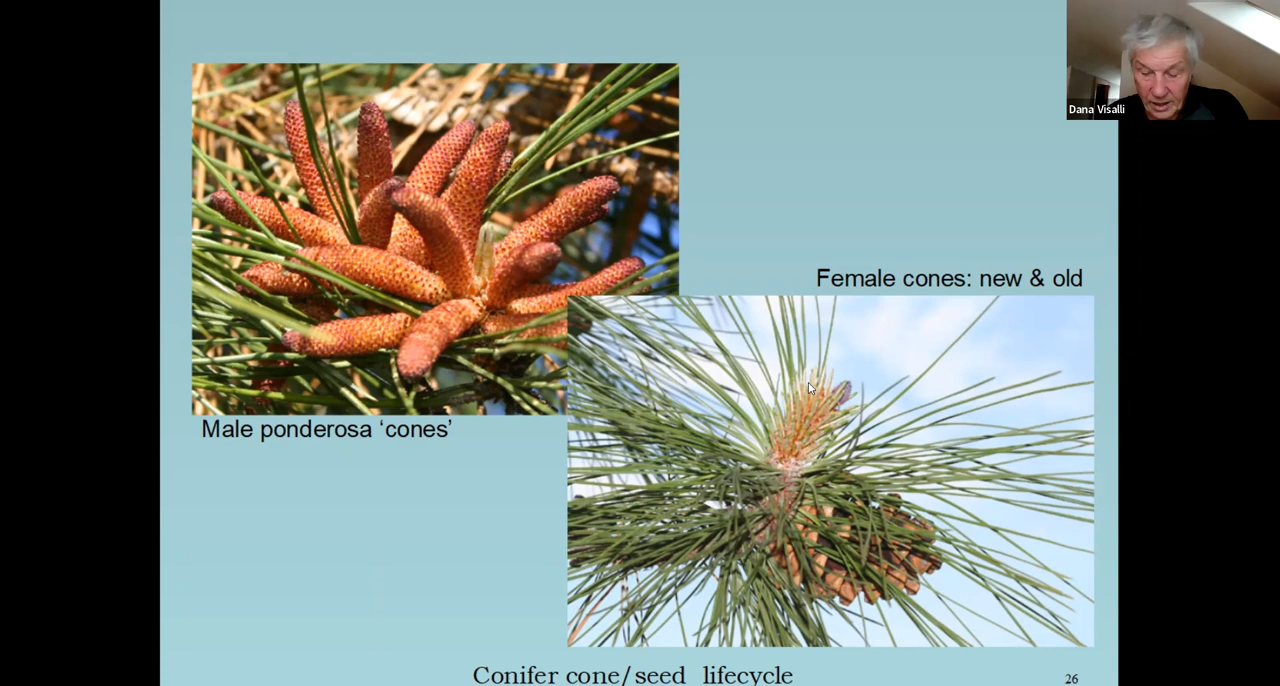 Dana Visalli
Female cones: new & old
Male ponderosa ‘cones’
Conifer cone/seed lifecycle
26